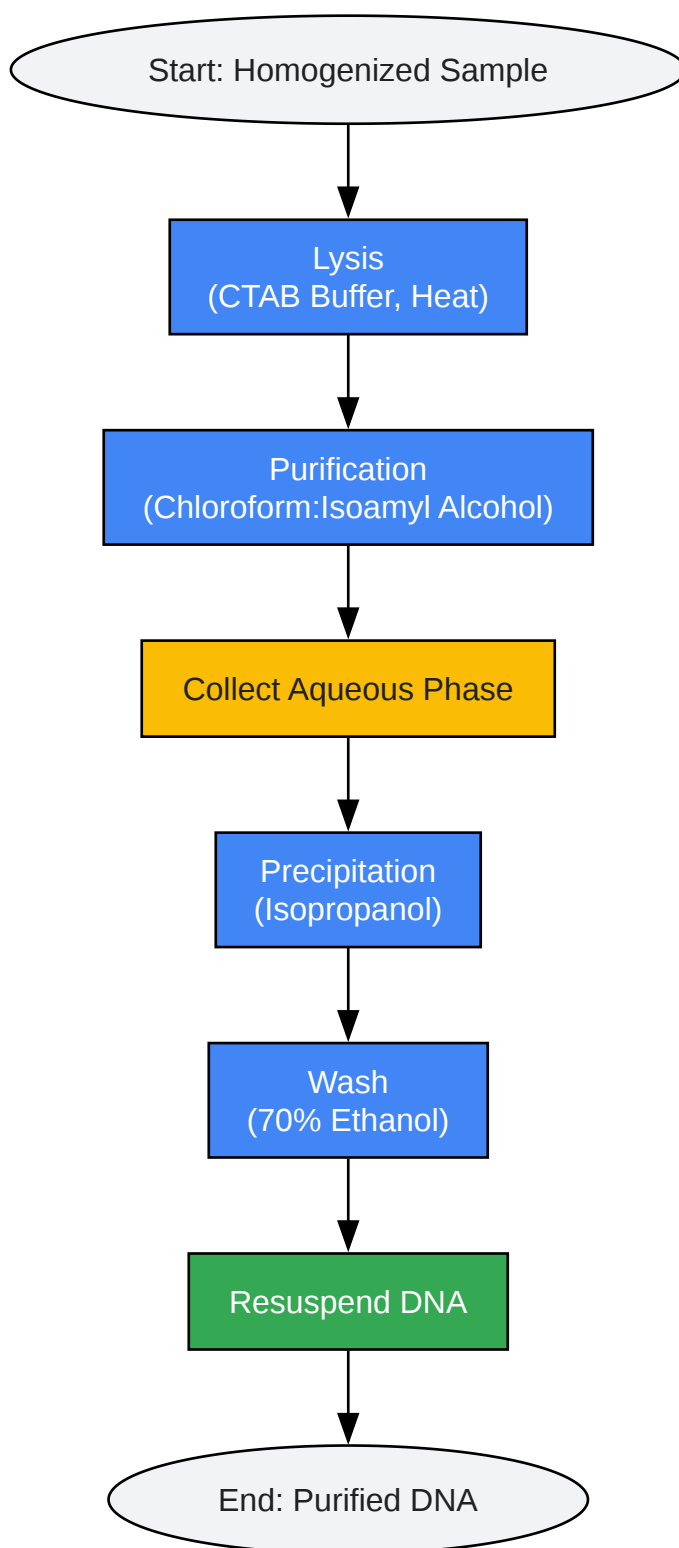 Start: Homogenized Sample
Lysis
(CTAB Buffer, Heat)
Purification
(Chloroform:Isoamyl Alcohol)
Collect Aqueous Phase
Precipitation
(Isopropanol)
Wash
(70% Ethanol)
Resuspend DNA
End: Purified DNA